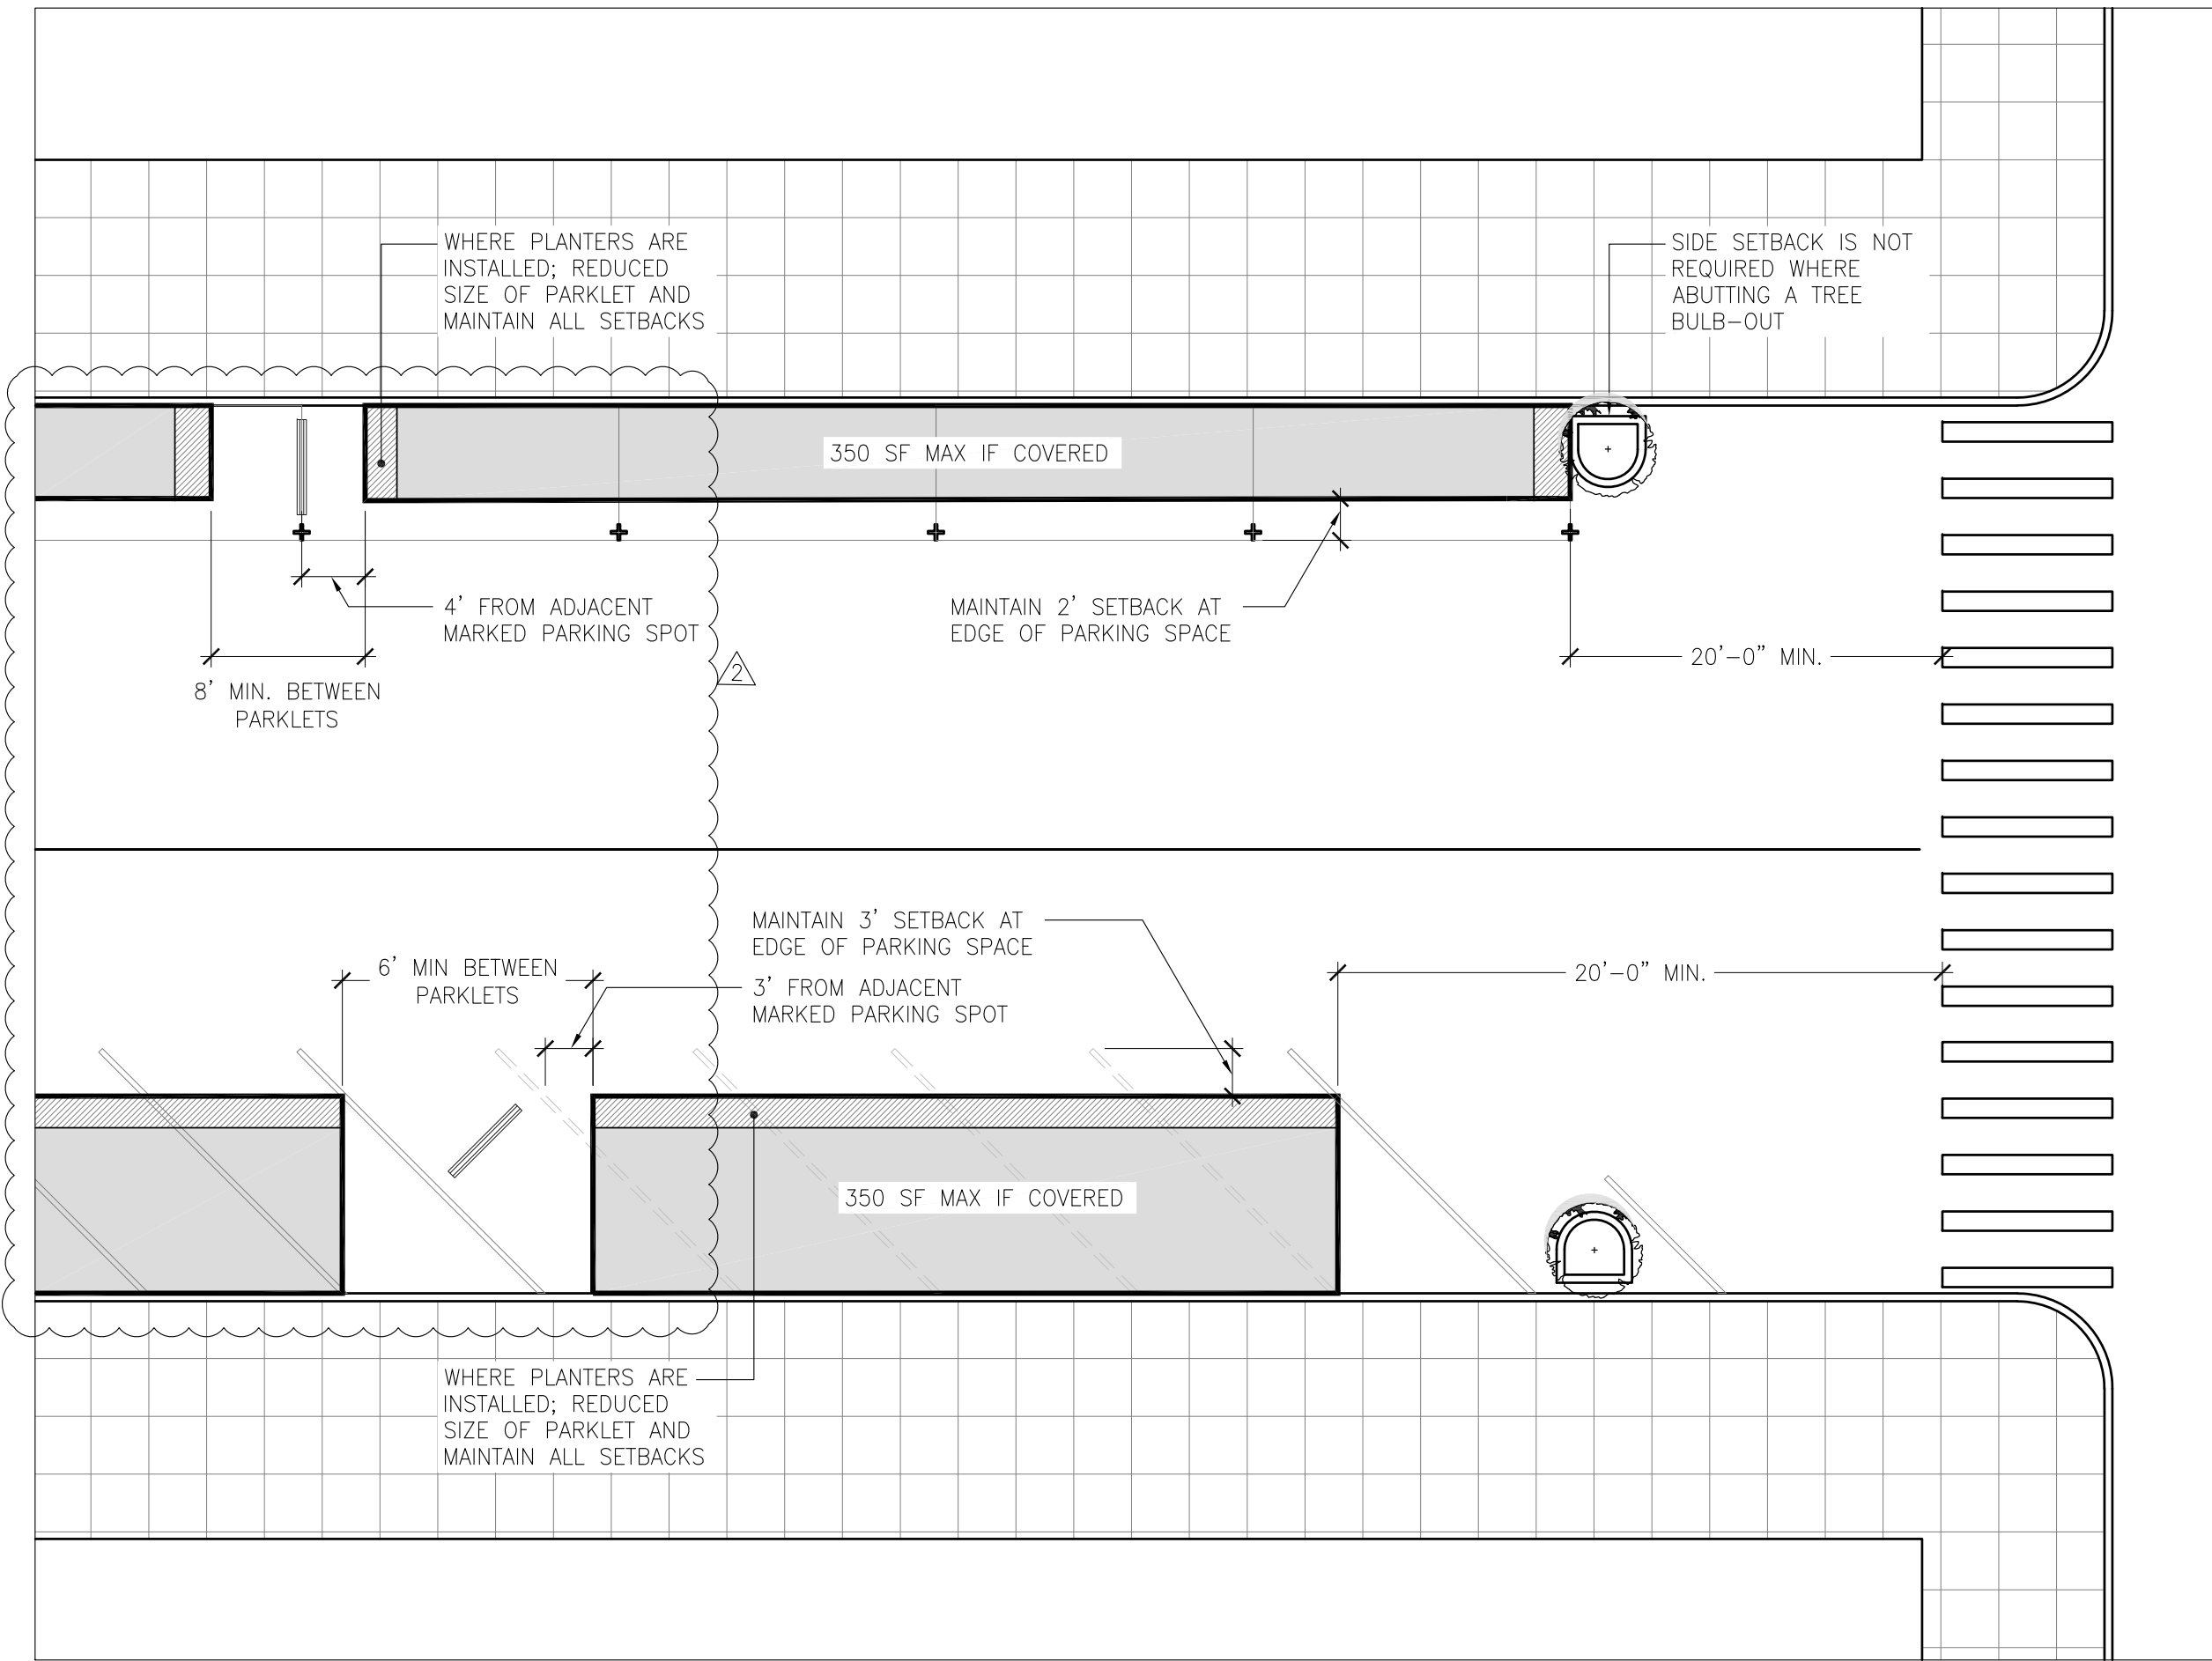 WHERE PLANTERS ARE
INSTALLED; REDUCED
SIZE OF PARKLET AND
MAINTAIN ALL SETBACKS
SIDE SETBACK IS NOT
REQUIRED WHERE
ABUTTING A TREE
BULB-OUT
350 SF MAX IF COVERED
4' FROM ADJACENT
MARKED PARKING SPOT
MAINTAIN 2' SETBACK AT
EDGE OF PARKING SPACE
20'-0" MIN.
2
8' MIN. BETWEEN
PARKLETS
MAINTAIN 3' SETBACK AT
EDGE OF PARKING SPACE
6' MIN BETWEEN
PARKLETS
20'-0" MIN.
3' FROM ADJACENT
MARKED PARKING SPOT
350 SF MAX IF COVERED
WHERE PLANTERS ARE
INSTALLED; REDUCED
SIZE OF PARKLET AND
MAINTAIN ALL SETBACKS